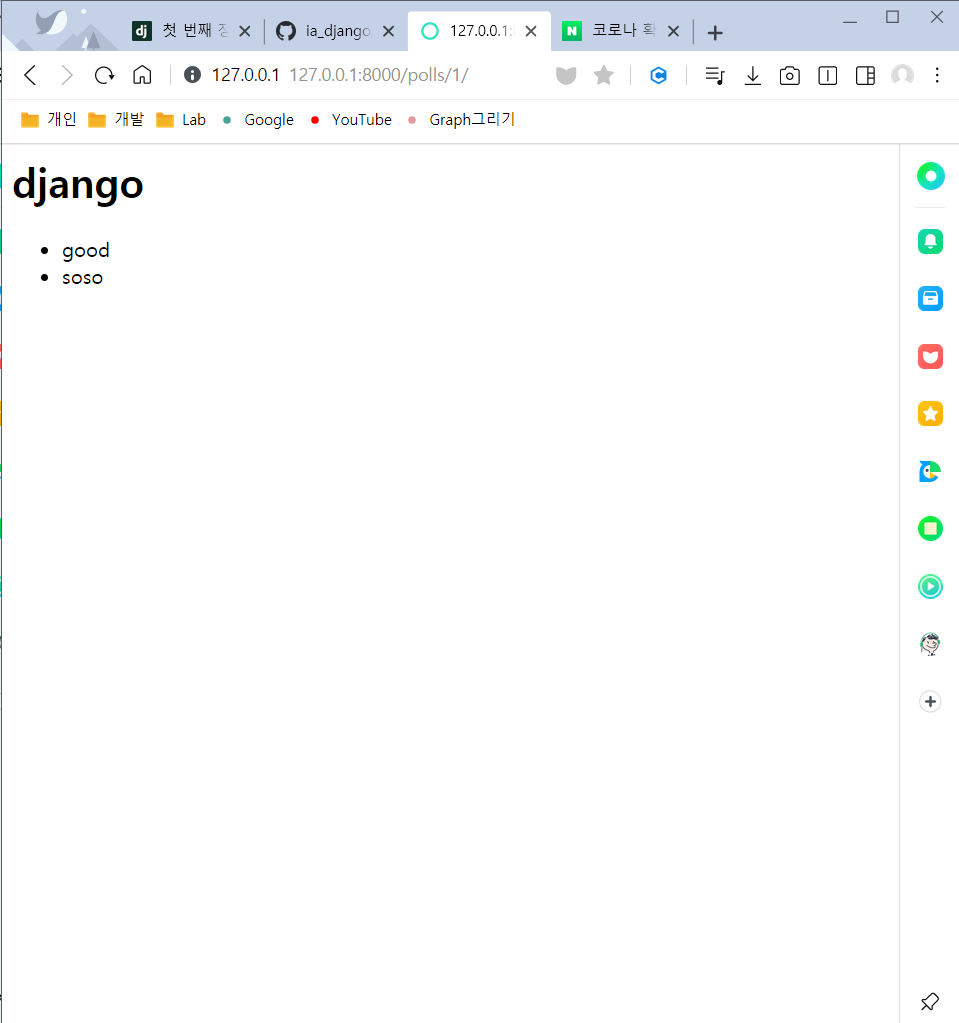 dj 첫 번째 장
ia_django
127.0.0.1:
N 코로나 확
127.0.0.1 127.0.0.1:8000/polls/1/
개인 개발 Lab Google YouTube Graph그리기
django
good
soso